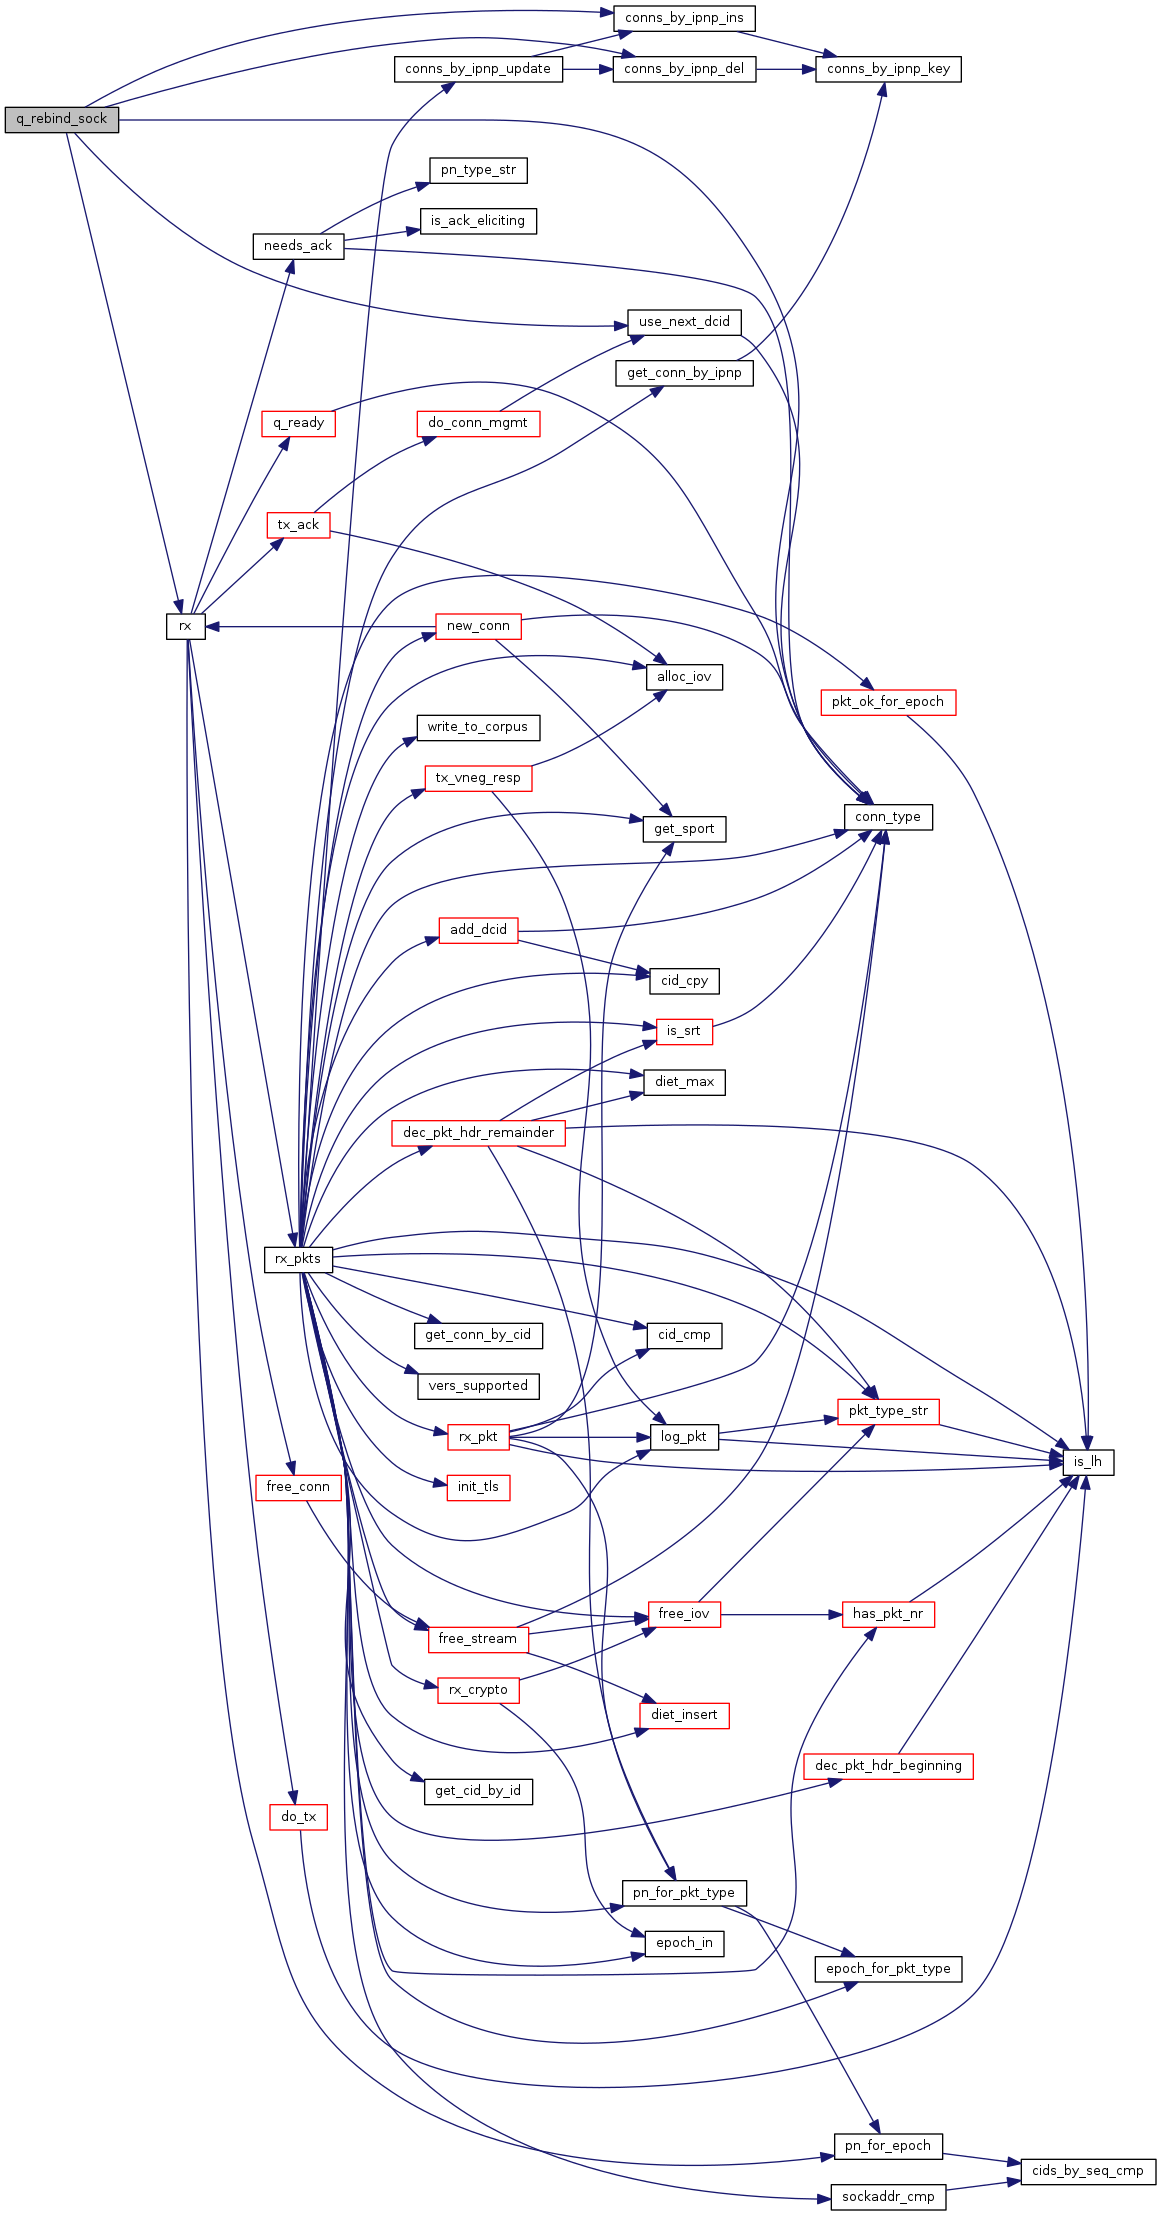 conns_by_ipnp_ins
conns_by_ipnp_update
conns_by_ipnp_del
conns_by_ipnp_key
q_rebind_sock
pn_type_str
is_ack_eliciting
needs_ack
use_next_dcid
get_conn_by_ipnp
q_ready
do_conn_mgmt
tx_ack
rx
new_conn
alloc_iov
pkt_ok_for_epoch
write_to_corpus
tx_vneg_resp
conn_type
get_sport
add_dcid
cid_cpy
is_srt
diet_max
dec_pkt_hdr_remainder
rx_pkts
get_conn_by_cid
cid_cmp
vers_supported
pkt_type_str
rx_pkt
log_pkt
is_lh
free_conn
init_tls
free_iov
has_pkt_nr
free_stream
rx_crypto
diet_insert
dec_pkt_hdr_beginning
get_cid_by_id
do_tx
pn_for_pkt_type
epoch_in
epoch_for_pkt_type
pn_for_epoch
cids_by_seq_cmp
sockaddr_cmp